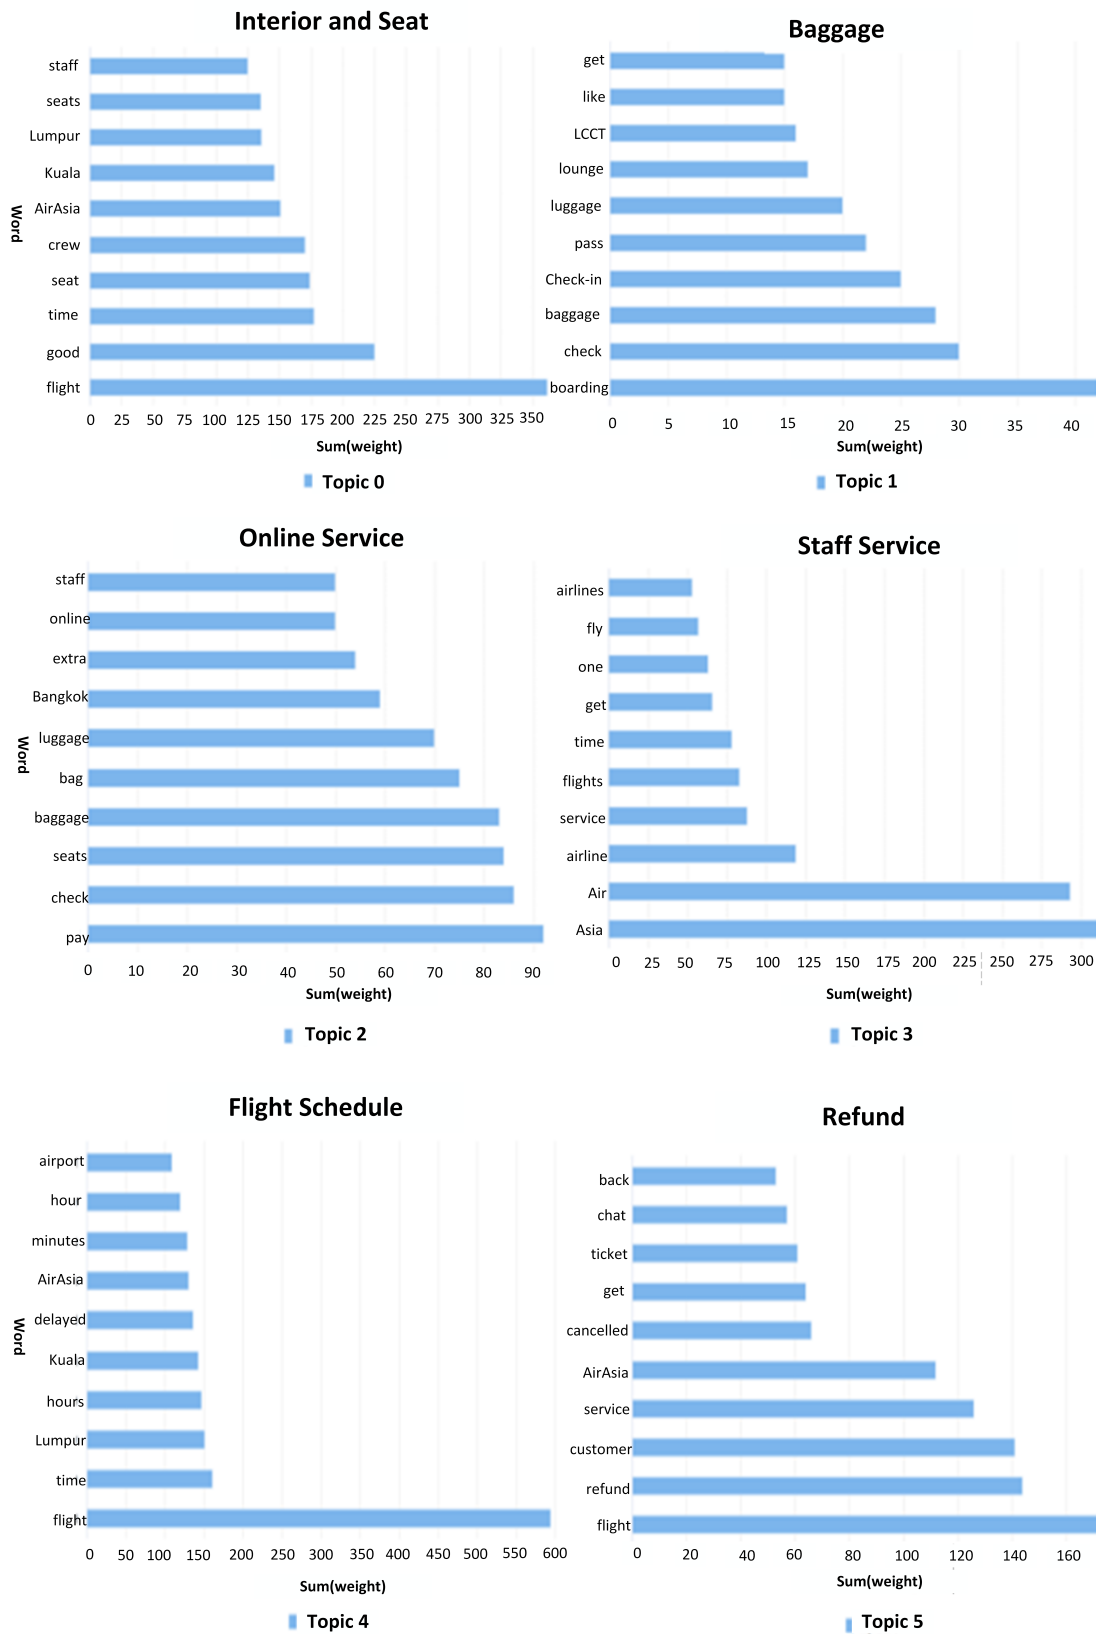 Interior and Seat
staff
seats
Lumpur
Kuala
AirAsia
crew
seat
time
good
flight
Word
0 25 50 75 100 125 150 175 200 225 250 275 300 325 350
Sum(weight)
Topic 0
Baggage
get
like
LCCT
lounge
luggage
pass
Check-in
baggage
check
boarding
0 5 10 15 20 25 30 35 40
Sum(weight)
Topic 1
Online Service
staff
online
extra
Bangkok
luggage
bag
baggage
seats
check
pay
Word
0 10 20 30 40 50 60 70 80 90
Sum(weight)
Topic 2
Staff Service
airlines
fly
one
get
time
flights
service
airline
Air
Asia
0 25 50 75 100 125 150 175 200 225 250 275 300
Sum(weight)
Topic 3
Flight Schedule
airport
hour
minutes
AirAsia
delayed
Kuala
hours
Lumpur
time
flight
Word
0 50 100 150 200 250 300 350 400 450 500 550 600
Sum(weight)
Topic 4
Refund
back
chat
ticket
get
cancelled
AirAsia
service
customer
refund
flight
0 20 40 60 80 100 120 140 160
Sum(weight)
Topic 5